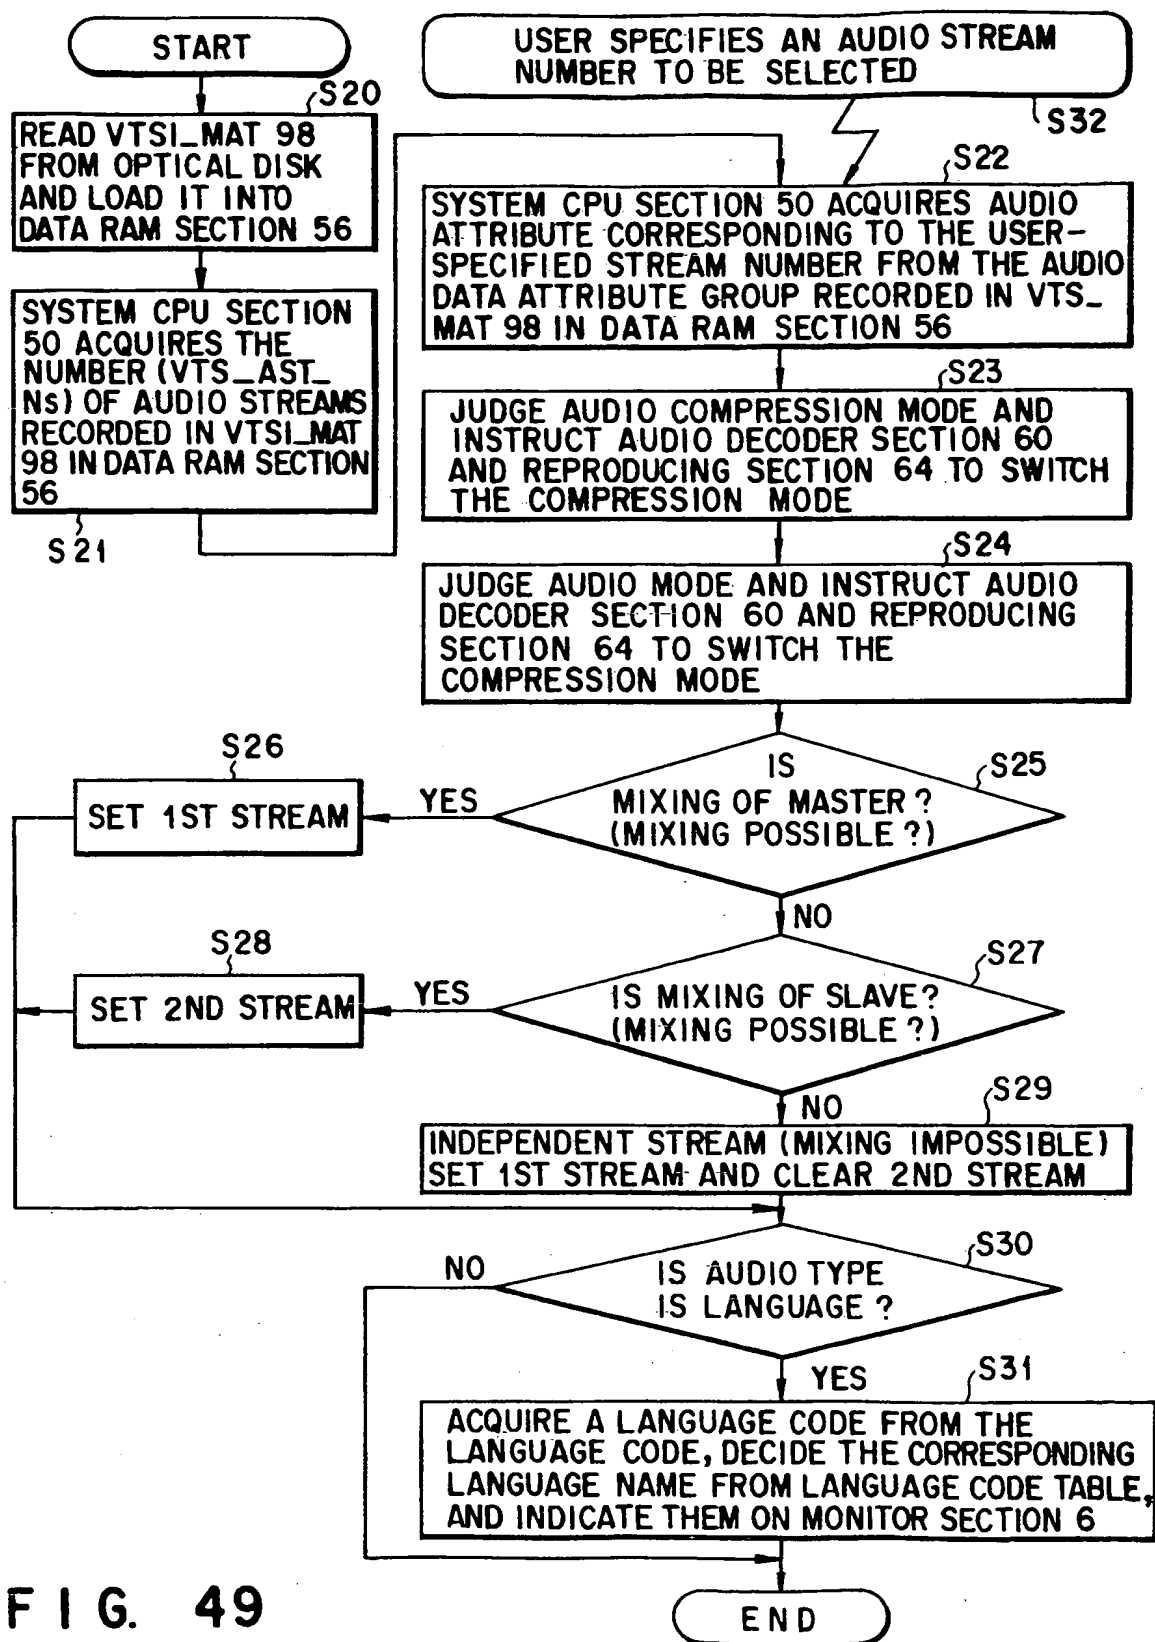 START
S20
READ VTSI_MAT 98
FROM OPTICAL DISK
AND LOAD IT INTO
DATA RAM SECTION 56
SYSTEM CPU SECTION
50 ACQUIRES THE
NUMBER (VTS_AST_
Ns) OF AUDIO STREAMS
RECORDED IN VTSI_MAT
98 IN DATA RAM SECTION
56
S21
USER SPECIFIES AN AUDIO STREAM
NUMBER TO BE SELECTED
S32
S22
SYSTEM CPU SECTION 50 ACQUIRES AUDIO
ATTRIBUTE CORRESPONDING TO THE USER-
SPECIFIED STREAM NUMBER FROM THE AUDIO
DATA ATTRIBUTE GROUP RECORDED IN VTS_
MAT 98 IN DATA RAM SECTION 56
S23
JUDGE AUDIO COMPRESSION MODE AND
INSTRUCT AUDIO DECODER SECTION 60
AND REPRODUCING SECTION 64 TO SWITCH
THE COMPRESSION MODE
S24
JUDGE AUDIO MODE AND INSTRUCT AUDIO
DECODER SECTION 60 AND REPRODUCING
SECTION 64 TO SWITCH THE
COMPRESSION MODE
S25
IS
MIXING OF MASTER?
(MIXING POSSIBLE?)
YES
S26
SET 1ST STREAM
NO
S27
IS MIXING OF SLAVE?
(MIXING POSSIBLE?)
YES
S28
SET 2ND STREAM
NO
S29
INDEPENDENT STREAM (MIXING IMPOSSIBLE)
SET 1ST STREAM AND CLEAR 2ND STREAM
S30
IS AUDIO TYPE
IS LANGUAGE?
NO
YES
S31
ACQUIRE A LANGUAGE CODE FROM THE
LANGUAGE CODE, DECIDE THE CORRESPONDING
LANGUAGE NAME FROM LANGUAGE CODE TABLE,
AND INDICATE THEM ON MONITOR SECTION 6
END
FIG. 49